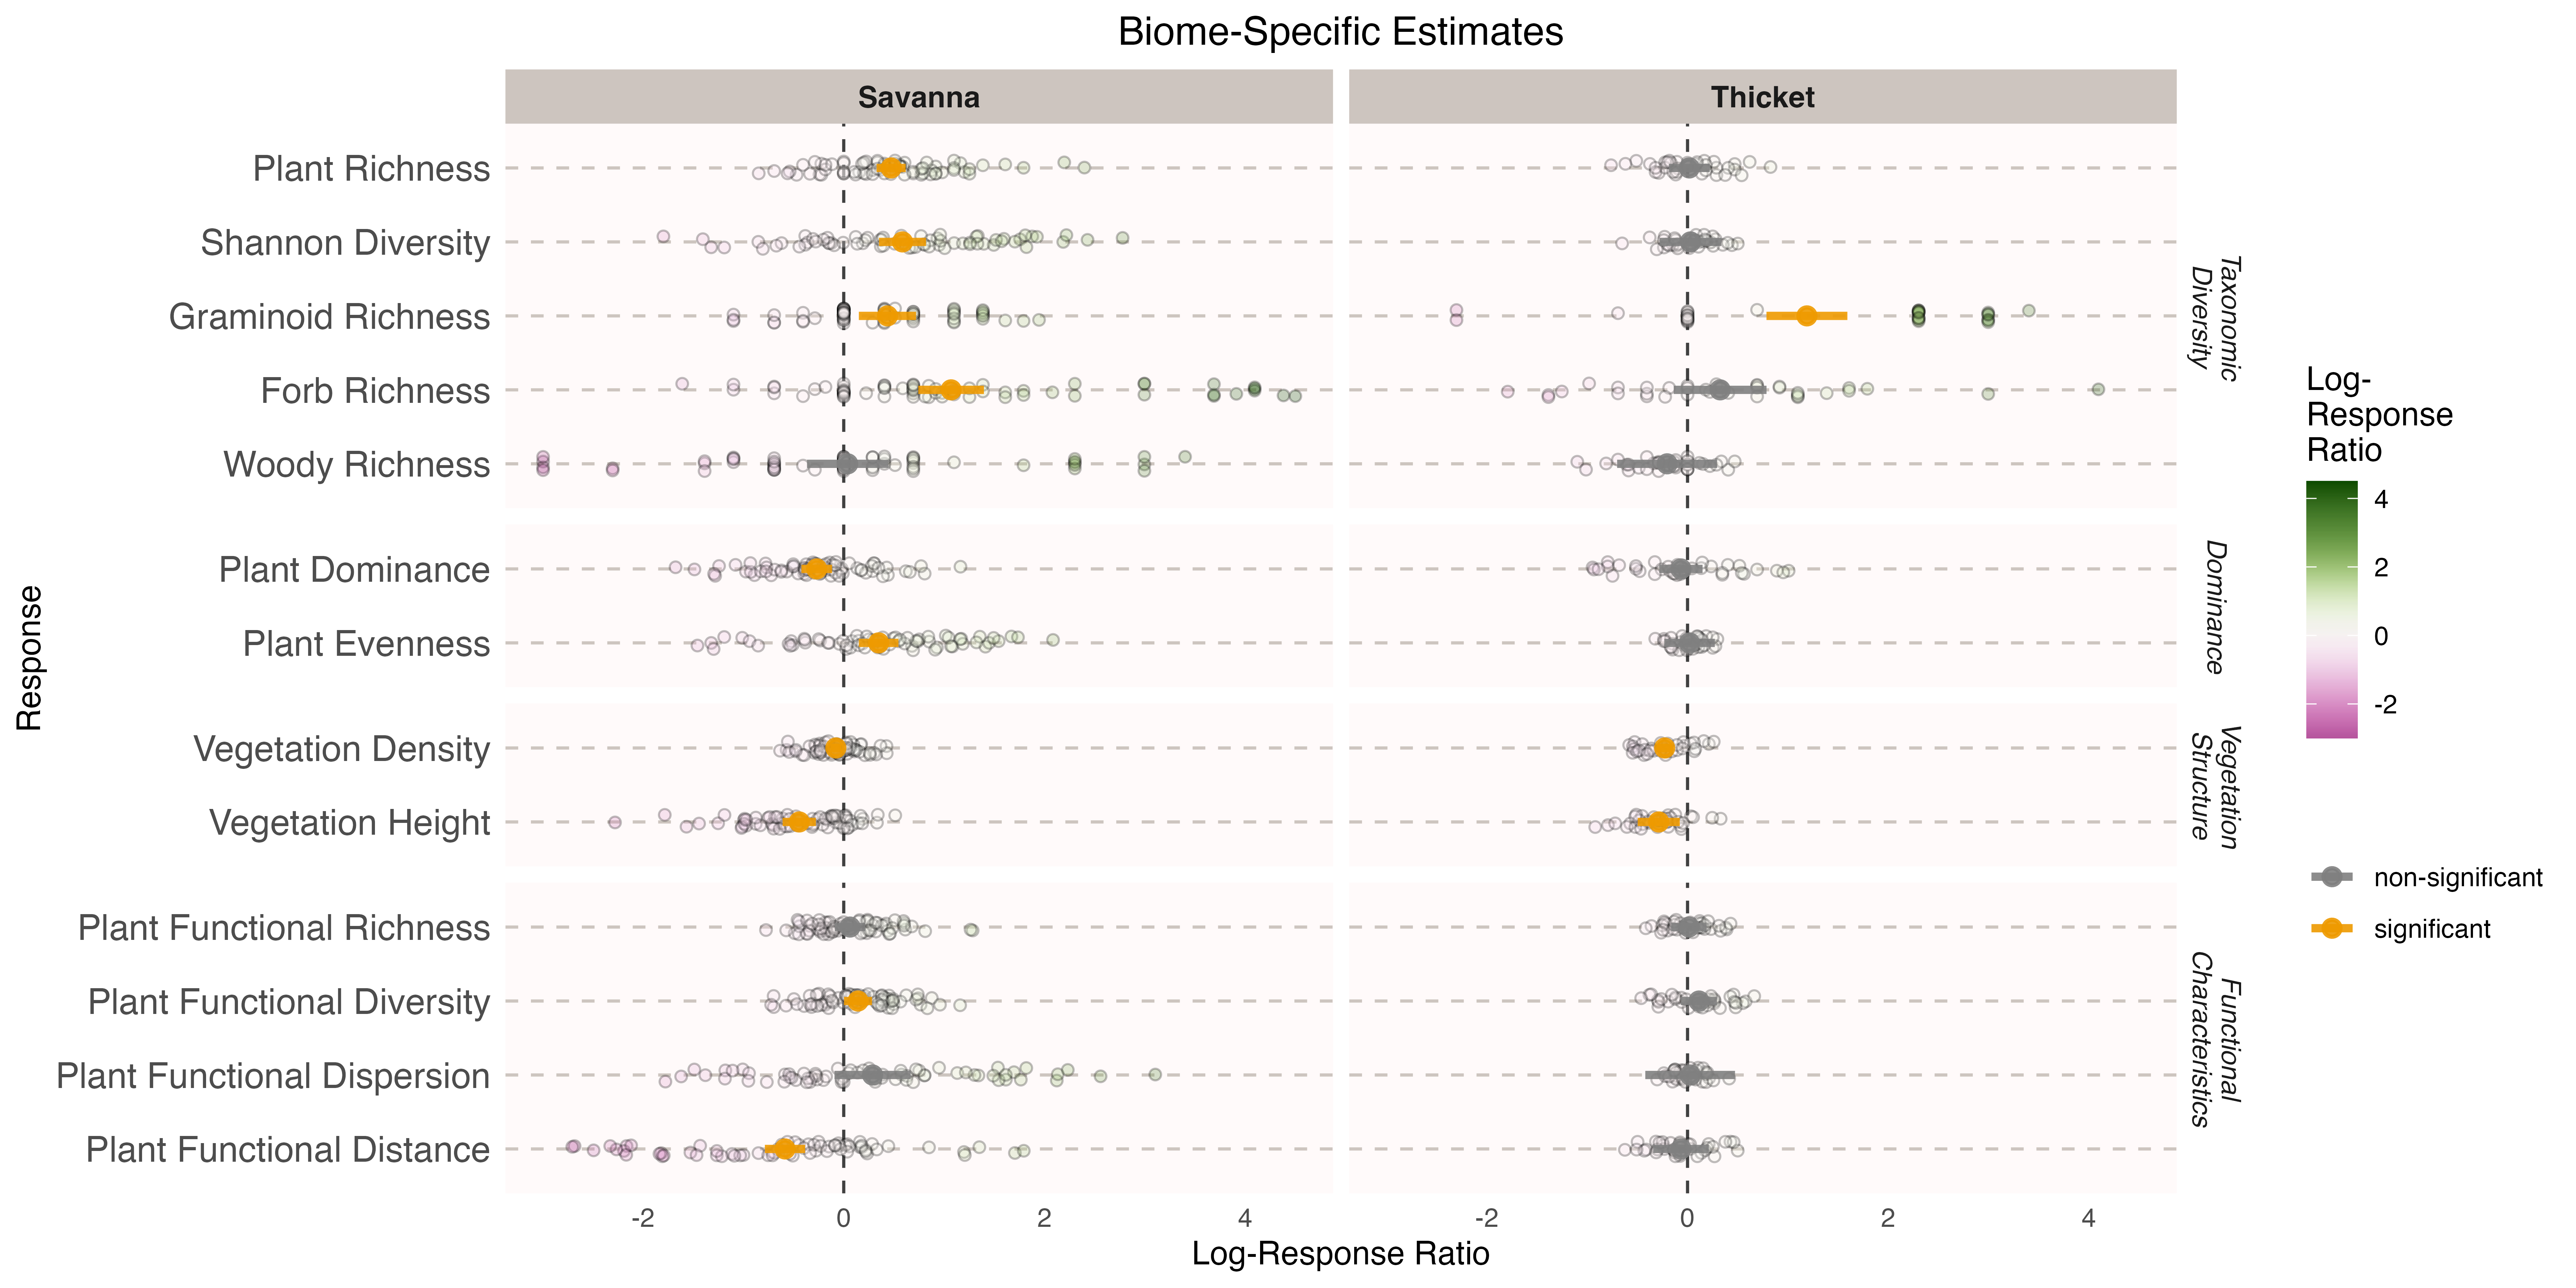 Biome-Specific Estimates
Savanna
Thicket
Response
Plant Richness
Shannon Diversity
Graminoid Richness
Forb Richness
Woody Richness
Taxonomic
Diversity
Plant Dominance
Plant Evenness
Dominance
Vegetation Density
Vegetation Height
Vegetation
Structure
Plant Functional Richness
Plant Functional Diversity
Plant Functional Dispersion
Plant Functional Distance
Functional
Characteristics
-2 0 2 4
-2 0 2 4
Log-Response Ratio
Log-
Response
Ratio
4
2
0
-2
non-significant
significant